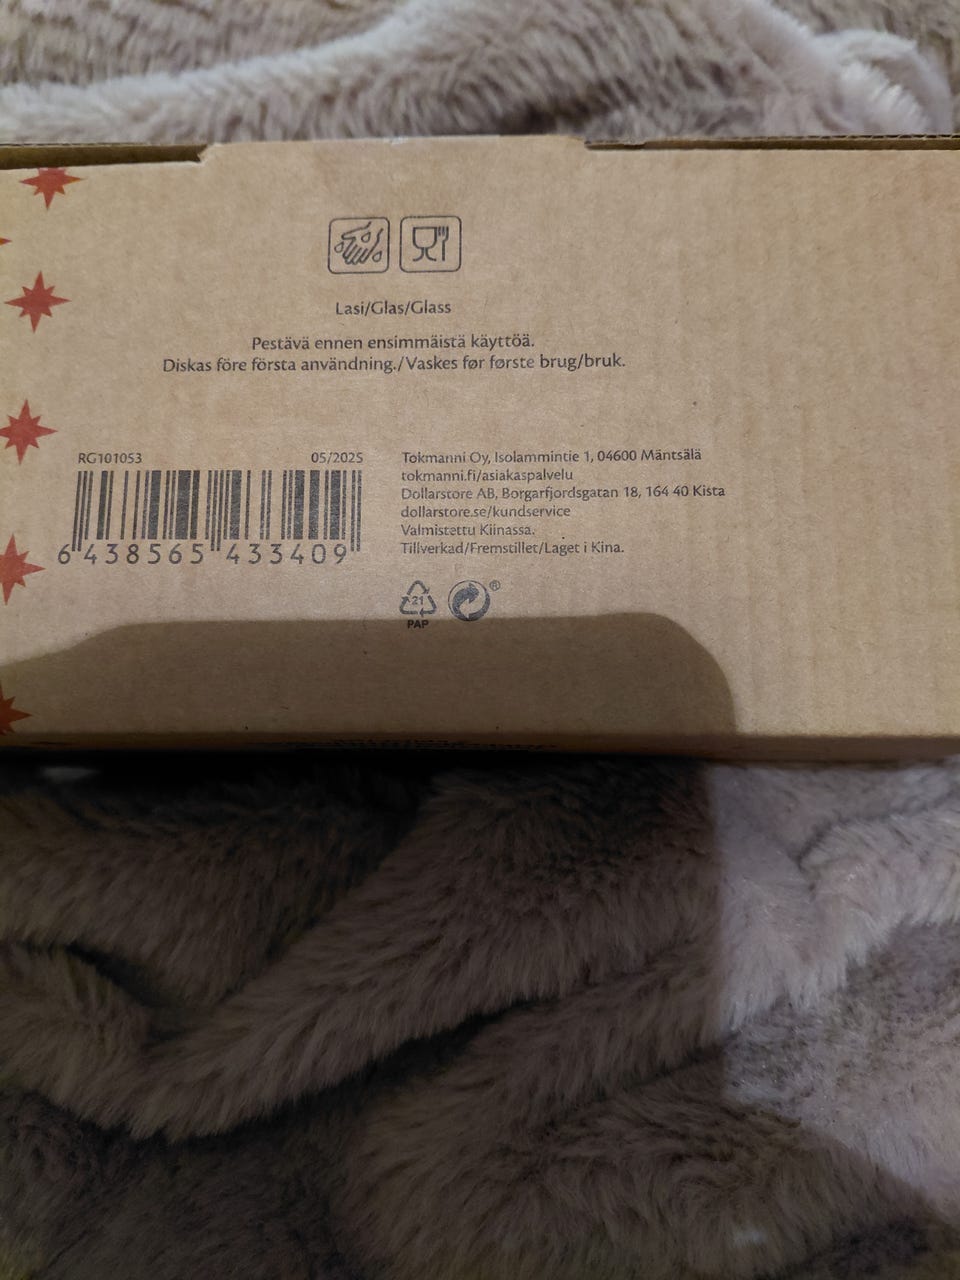 Lasi/Glas/Glass
Pestävä ennen ensimmäistä käyttöä.
Diskas före första användning./Vaskes før første brug/bruk.
RG101053 05/2025
6 438565 433409
Tokmanni Oy, Isolammintie 1, 04600 Mäntsälä
tokmanni.fi/asiakaspalvelu
Dollarstore AB, Borgarfjordsgatan 18, 164 40 Kista
dollarstore.se/kundservice
Valmistettu Kiinassa.
Tillverkad/Fremstillet/Laget i Kina.
21
PAP
®